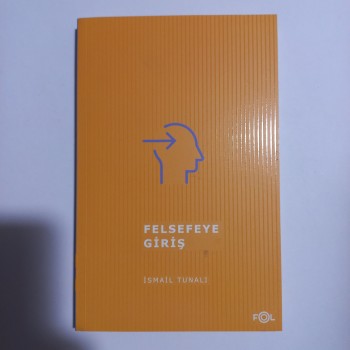 FELSEFEYE
GİRİŞ
İSMAİL TUNALI
FOL